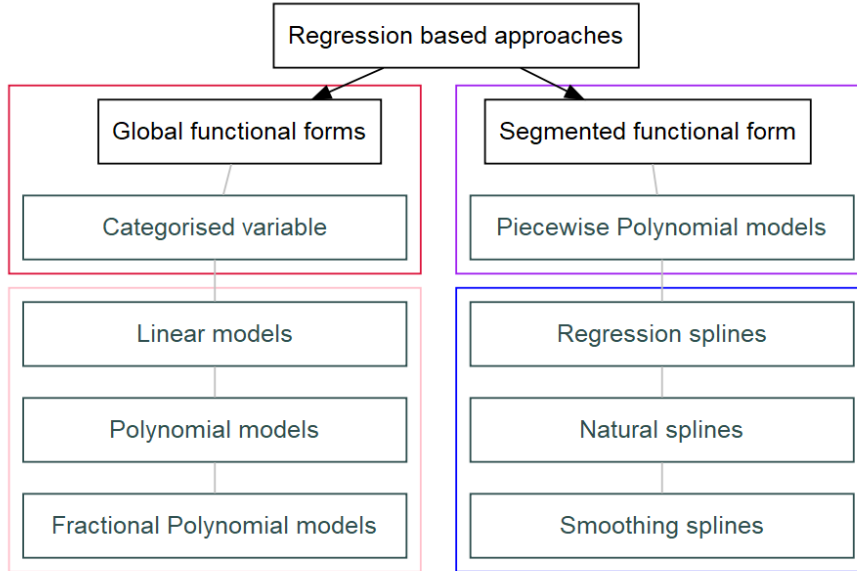 Regression based approaches
Global functional forms
Segmented functional form
Categorised variable
Piecewise Polynomial models
Linear models
Regression splines
Polynomial models
Natural splines
Fractional Polynomial models
Smoothing splines